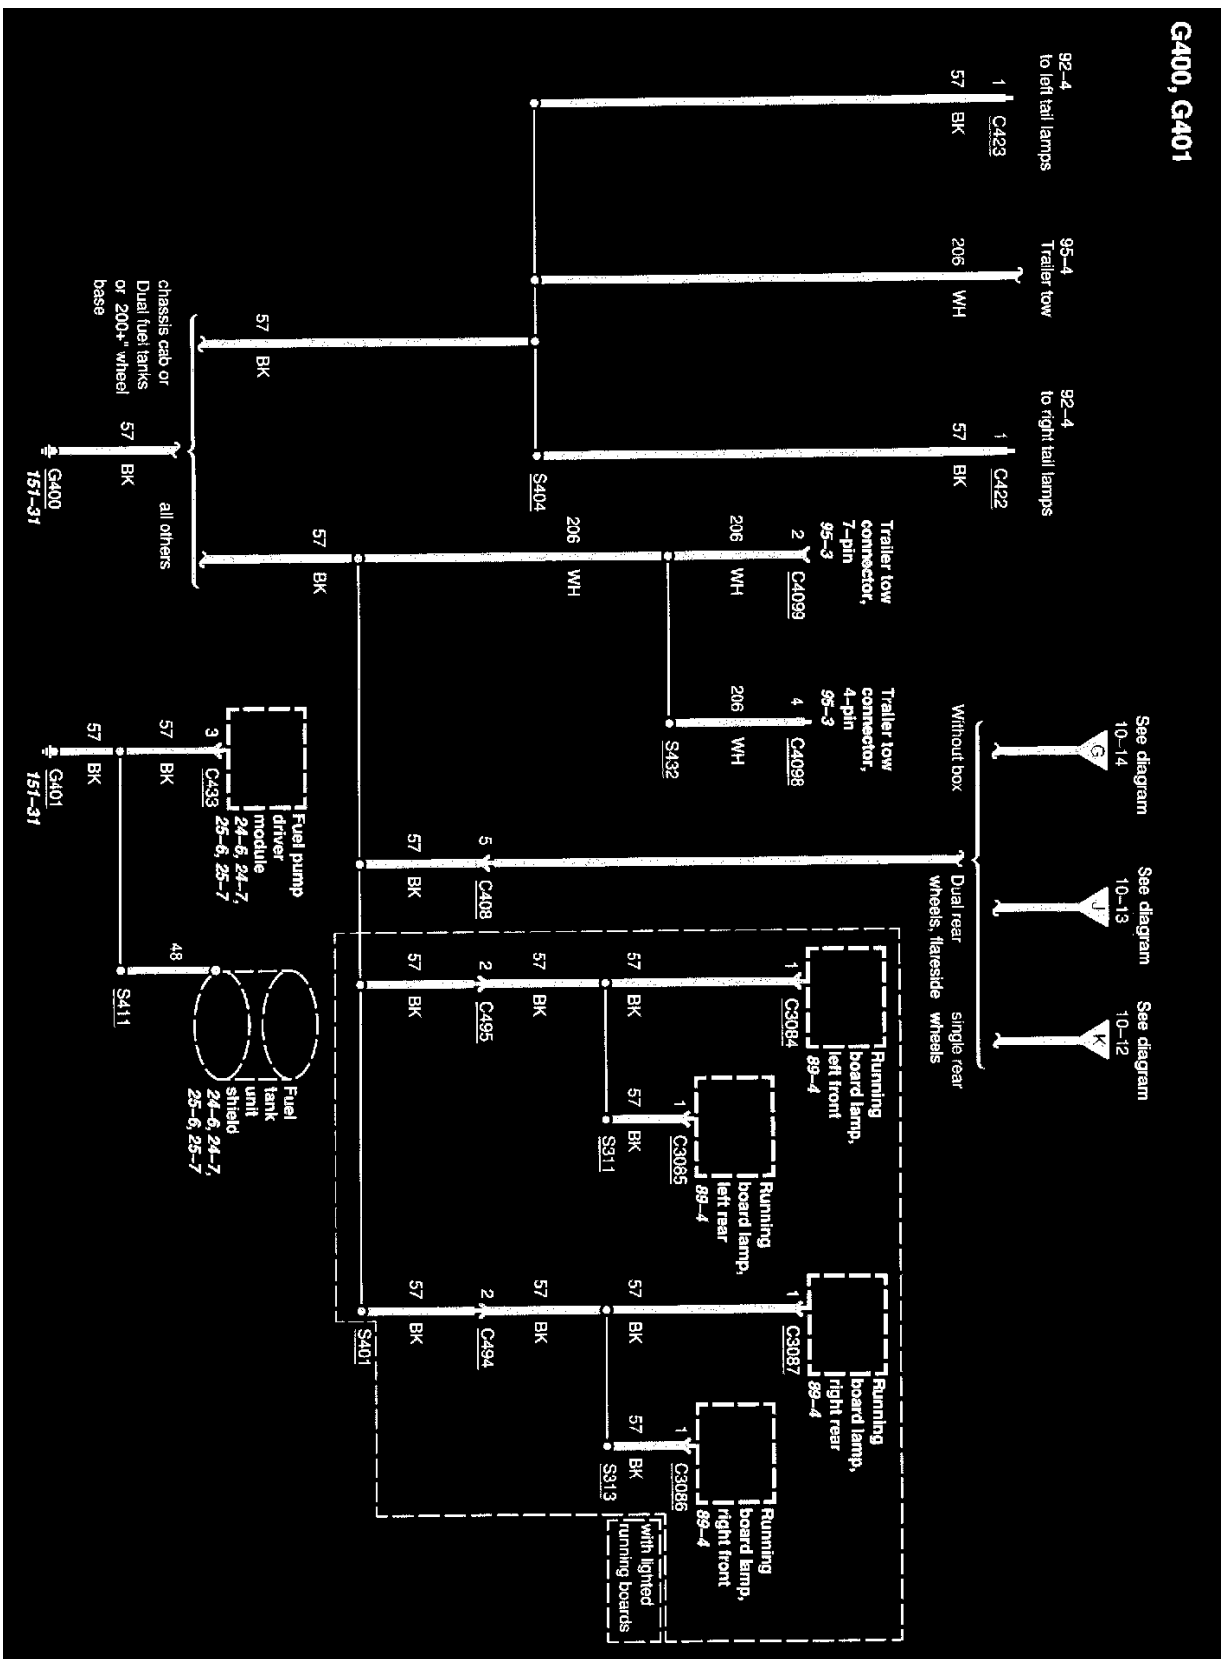 G400, G401
92–4
to left tail lamps
1
C423
57
BK
95–4
Trailer tow
206
WH
92–4
to right tail lamps
1
C422
57
BK
S404
57
BK
chassis cab or
Dual fuel tanks
or 200+" wheel
base
57
BK
G400
151–31
all others
57
BK
206
WH
Trailer tow
connector,
7–pin
95–3
2
C4099
206
WH
Trailer tow
connector,
4–pin
95–3
4
C4098
206
WH
S432
See diagram
10–14
G
See diagram
10–13
J
See diagram
10–12
K
Without box
Dual rear
wheels, flareside
single rear
wheels
5
C408
57
BK
Fuel pump
driver
module
24–6, 24–7,
25–6, 25–7
3
C433
57
BK
57
BK
G401
151–31
48
S411
Fuel
tank
unit
shield
24–6, 24–7,
25–6, 25–7
Running
board lamp,
left front
89–4
1
C3084
57
BK
57
2
C495
57
BK
Running
board lamp,
left rear
89–4
1
C3085
57
BK
S311
Running
board lamp,
right rear
89–4
1
C3087
57
BK
57
BK
2
C494
57
BK
S401
Running
board lamp,
right front
89–4
1
C3086
57
BK
S313
with lighted
running boards